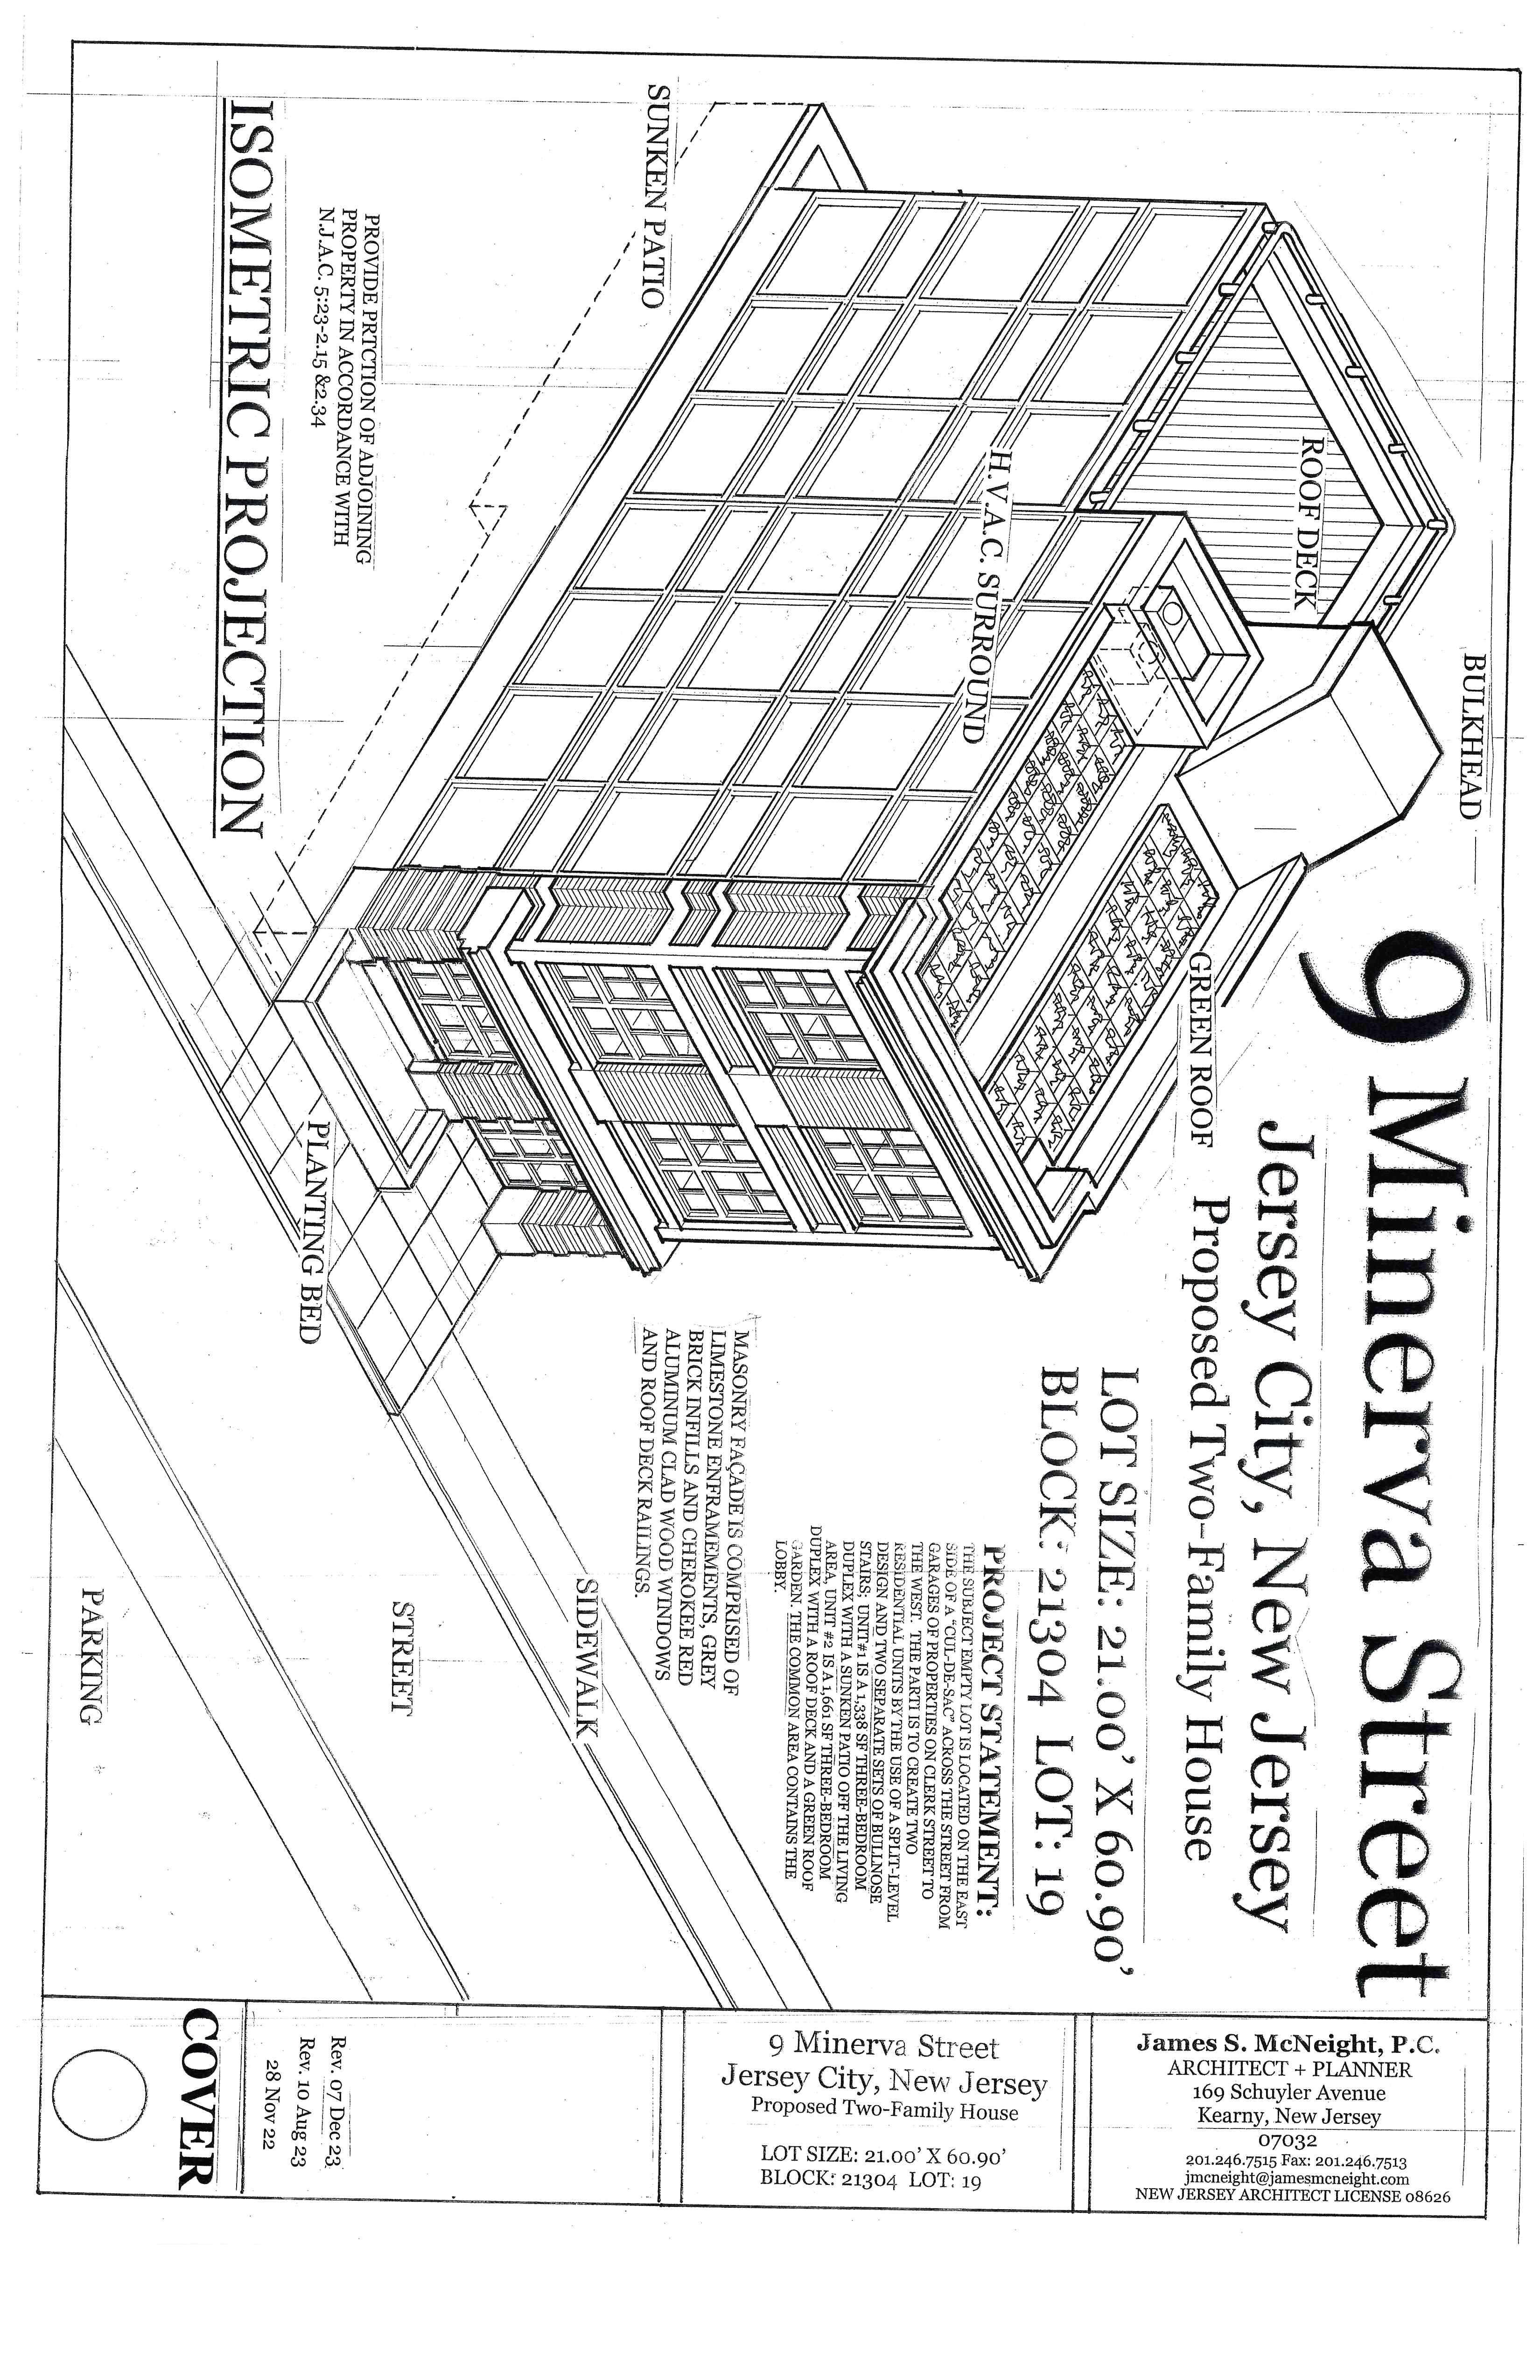 9 Minerva Street
Jersey City, New Jersey
Proposed Two-Family House
LOT SIZE: 21.00' X 60.90'
BLOCK: 21304 LOT: 19
PROJECT STATEMENT:
THE SUBJECT EMPTY LOT IS LOCATED ON THE EAST
SIDE OF A "CUL-DE-SAC" ACROSS THE STREET FROM
GARAGES OF PROPERTIES ON CLERK STREET TO
THE WEST. THE PARTI IS TO CREATE TWO
RESIDENTIAL UNITS BY THE USE OF A SPLIT-LEVEL
DESIGN AND TWO SEPARATE SETS OF BULLNOSE
STAIRS; UNIT#1 IS A 1,338 SF THREE-BEDROOM
DUPLEX WITH A SUNKEN PATIO OFF THE LIVING
AREA, UNIT #2 IS A 1,661 SF THREE-BEDROOM
DUPLEX WITH A ROOF DECK AND A GREEN ROOF
GARDEN. THE COMMON AREA CONTAINS THE
LOBBY.
MASONRY FAÇADE IS COMPRISED OF
LIMESTONE ENFRAMEMENTS, GREY
BRICK INFILLS AND CHEROKEE RED
ALUMINUM CLAD WOOD WINDOWS
AND ROOF DECK RAILINGS.
BULKHEAD
ROOF DECK
GREEN ROOF
H.V.A.C. SURROUND
SUNKEN PATIO
PLANTING BED
SIDEWALK
STREET
PARKING
PROVIDE PRTCTION OF ADJOINING
PROPERTY IN ACCORDANCE WITH
N.J.A.C. 5:23-2.15 &2.34
ISOMETRIC PROJECTION
James S. McNeight, P.C.
ARCHITECT + PLANNER
169 Schuyler Avenue
Kearny, New Jersey
07032
201.246.7515 Fax: 201.246.7513
jmcneight@jamesmcneight.com
NEW JERSEY ARCHITECT LICENSE 08626
9 Minerva Street
Jersey City, New Jersey
Proposed Two-Family House
LOT SIZE: 21.00' X 60.90'
BLOCK: 21304 LOT: 19
Rev. 07 Dec 23
Rev. 10 Aug 23
28 Nov 22
COVER